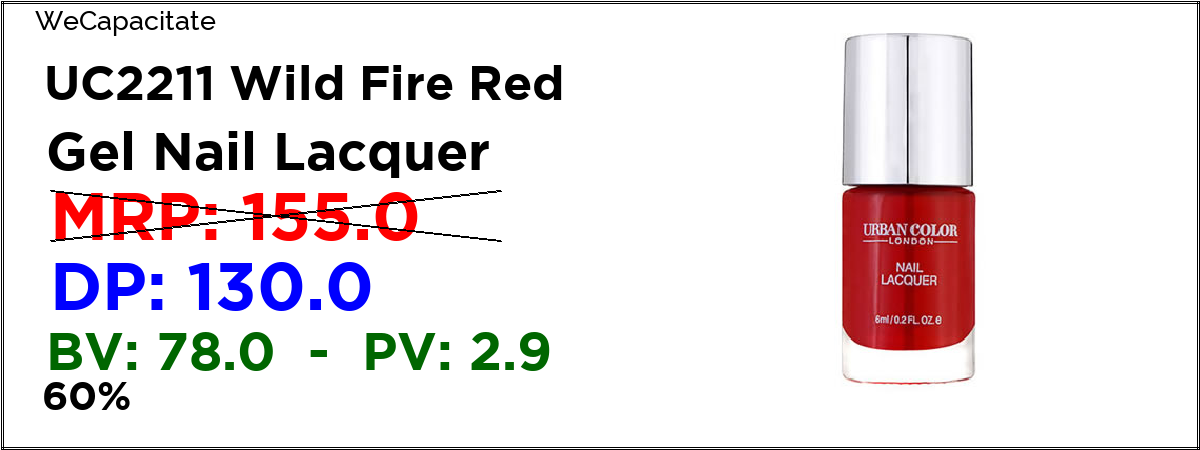 WeCapacitate
UC2211 Wild Fire Red
Gel Nail Lacquer
MRP: 155.0
DP: 130.0
BV: 78.0 - PV: 2.9
60%
URBAN COLOR
LONDON
NAIL
LACQUER
6ml/0.2 FL. OZ. e